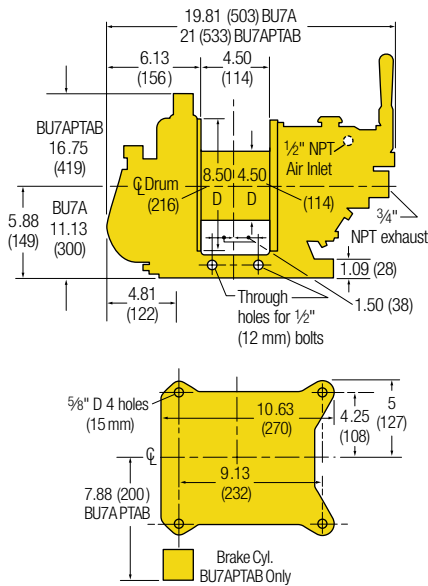 19.81 (503) BU7A
21 (533) BU7APTAB
6.13
(156)
4.50
(114)
BU7APTAB
16.75
(419)
½" NPT
Air Inlet
℄ Drum
(216)
8.50
D
4.50
D
(114)
5.88
(149)
BU7A
11.13
(300)
¾"
NPT exhaust
1.09 (28)
4.81
(122)
Through
holes for ½"
(12 mm) bolts
1.50 (38)
⅝" D 4 holes
(15 mm)
10.63
(270)
5
(127)
4.25
(108)
℄
9.13
(232)
7.88 (200)
BU7A PTAB
Brake Cyl.
BU7APTAB Only